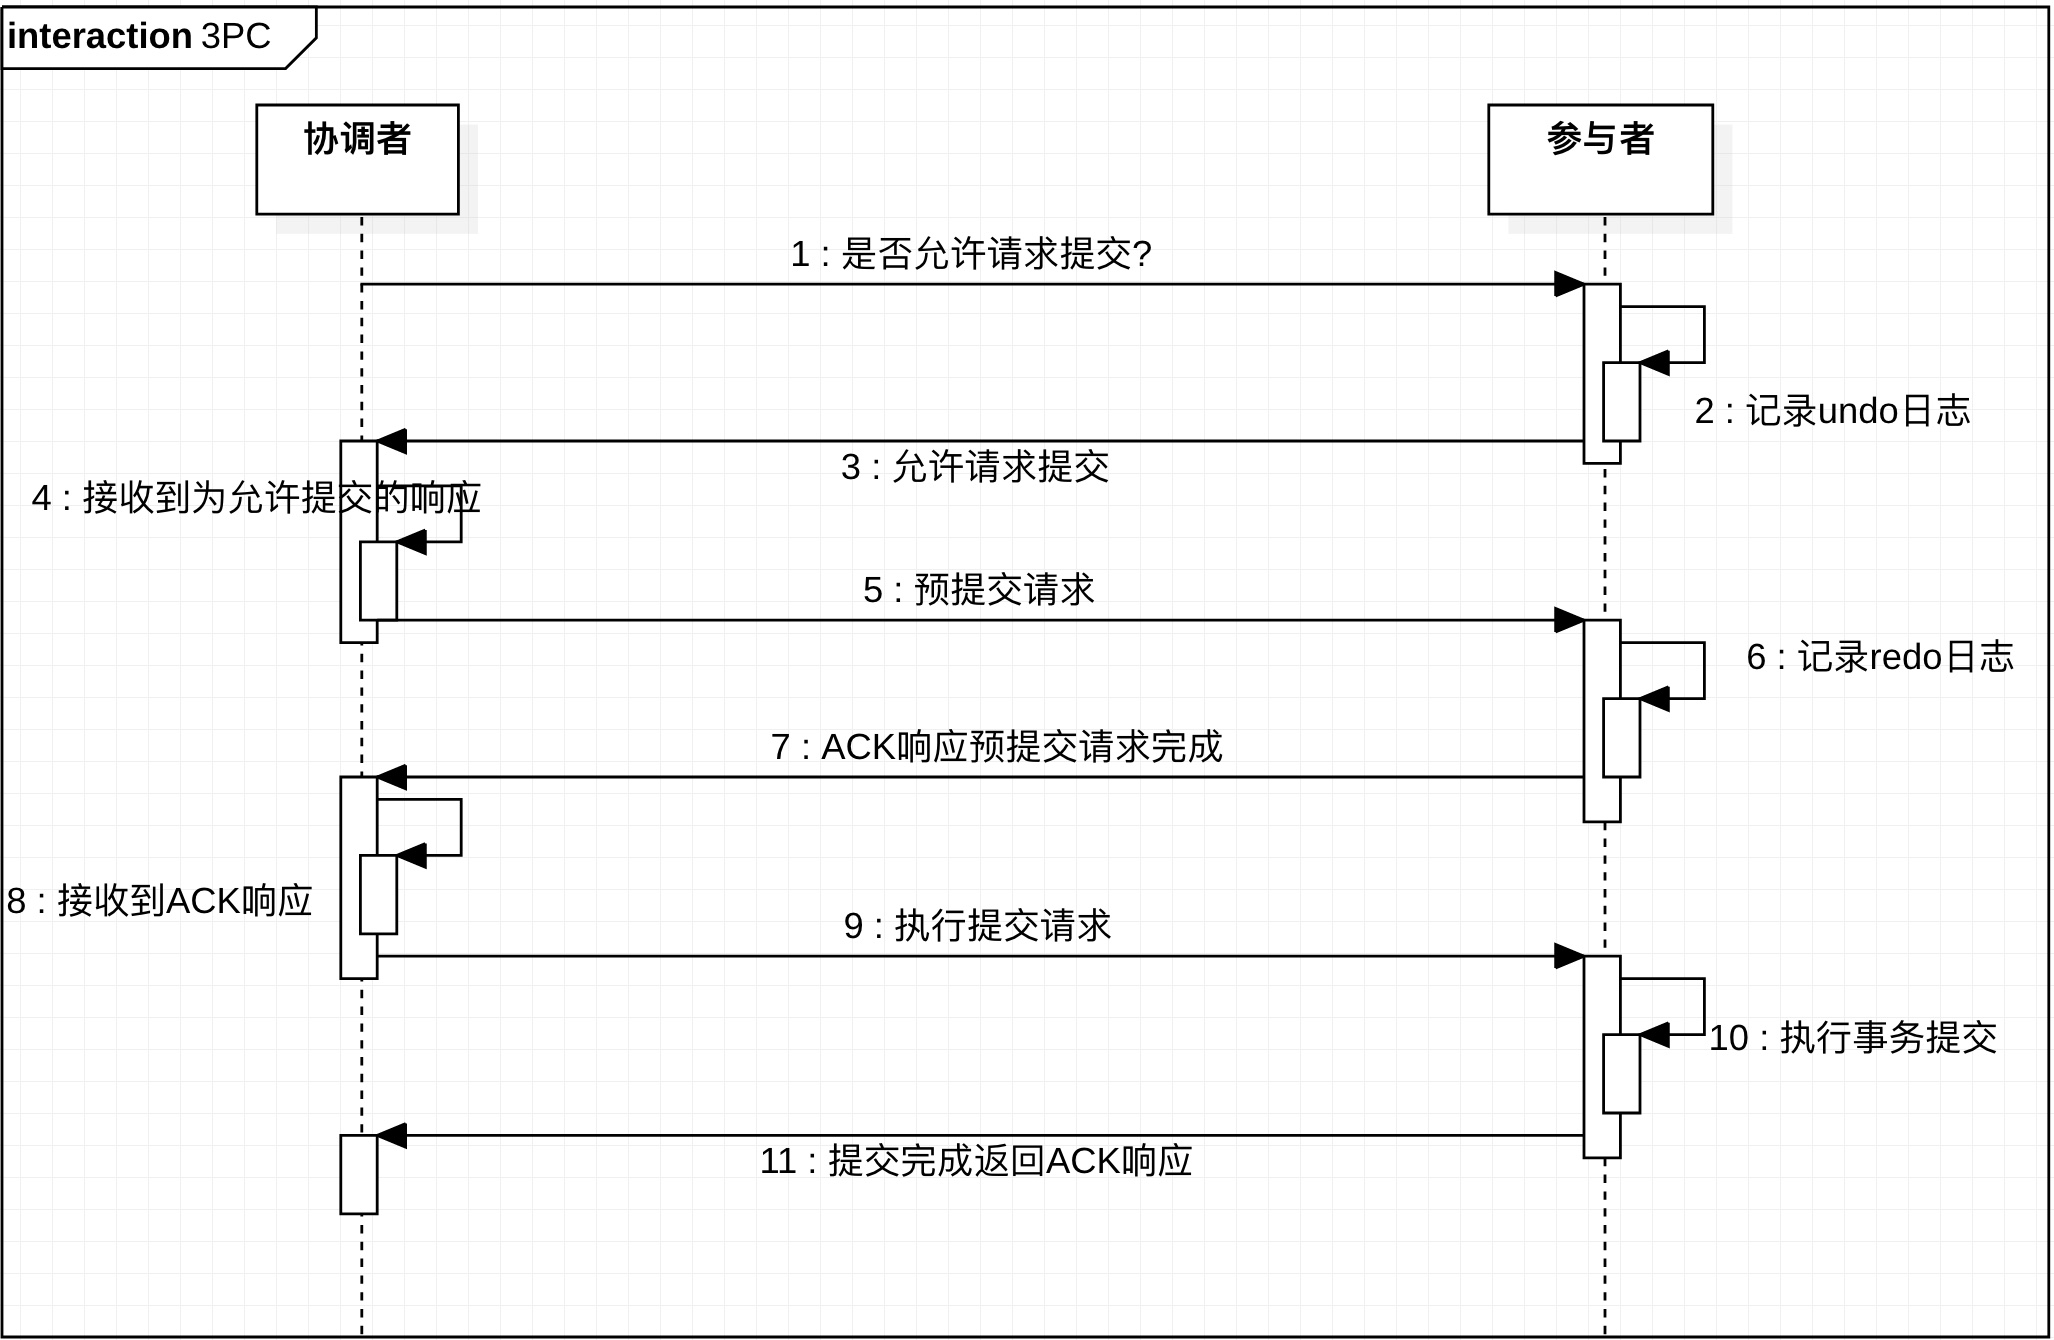 interaction 3PC
协调者
参与者
1 : 是否允许请求提交?
2 : 记录undo日志
3 : 允许请求提交
4 : 接收到为允许提交的响应
5 : 预提交请求
6 : 记录redo日志
7 : ACK响应预提交请求完成
8 : 接收到ACK响应
9 : 执行提交请求
10 : 执行事务提交
11 : 提交完成返回ACK响应